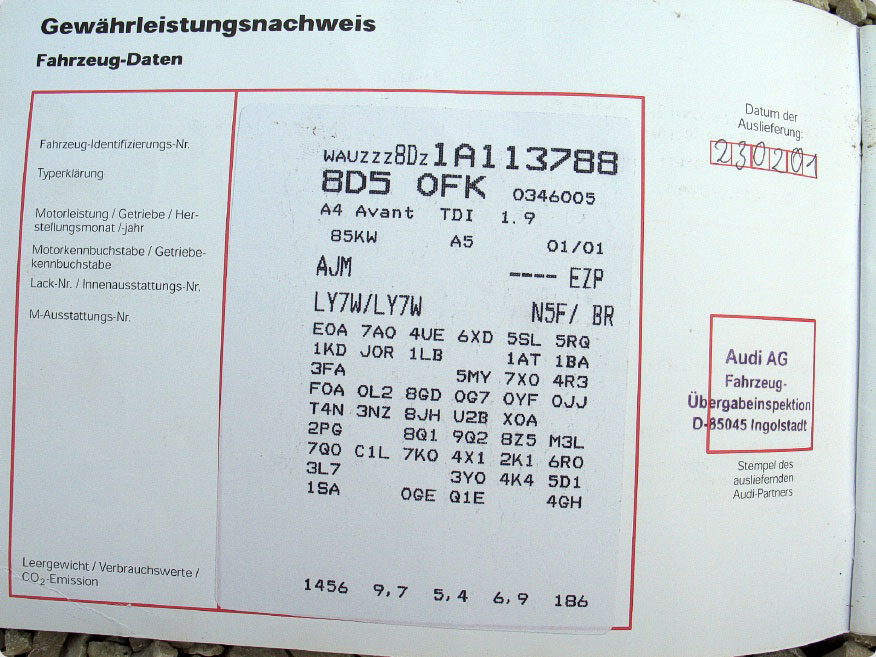 Gewährleistungsnachweis
Fahrzeug-Daten
Fahrzeug-Identifizierungs-Nr.
Typerklärung
Motorleistung / Getriebe / Her-
stellungsmonat /-jahr
Motorkennbuchstabe / Getriebe-
kennbuchstabe
Lack-Nr. / Innenausstattungs-Nr.
M-Ausstattungs-Nr.
Leergewicht / Verbrauchswerte /
CO₂-Emission
WAUZZZ8DZ1A113788
8D5 0FK 0346005
A4 Avant TDI 1.9
85KW A5 01/01
AJM ---- EZP
LY7W/LY7W N5F/ BR
E0A 7A0 4UE 6XD 5SL 5RQ
1KD J0R 1LB 1AT 1BA
3FA 5MY 7X0 4R3
F0A 0L2 8GD 0G7 0YF 0JJ
T4N 3NZ 8JH U2B X0A
2PG 8Q1 9Q2 8Z5 M3L
7Q0 C1L 7K0 4X1 2K1 6R0
3L7 3Y0 4K4 5D1
1SA 0GE Q1E 4GH
1456 9,7 5,4 6,9 186
Datum der
Auslieferung:
230201
Audi AG
Fahrzeug-
Übergabeinspektion
D-85045 Ingolstadt
Stempel des
ausliefernden
Audi-Partners